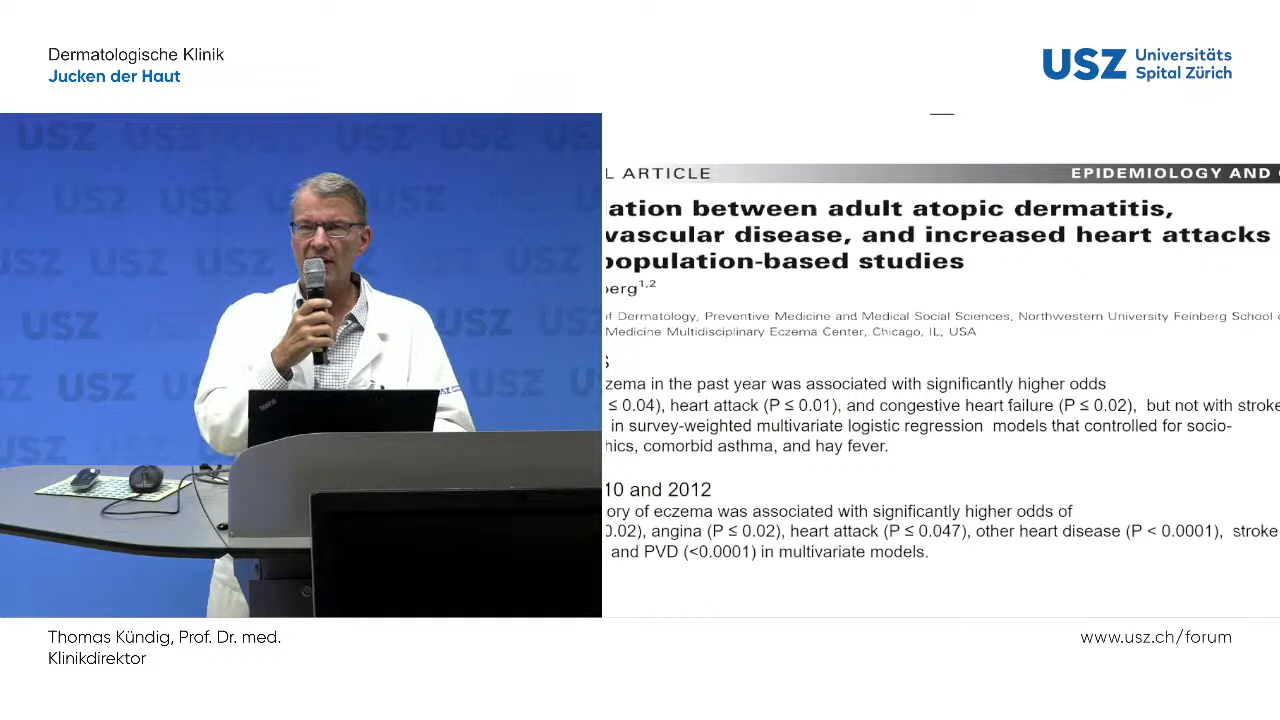 Dermatologische Klinik
Jucken der Haut
USZ Universitäts
Spital Zürich
L ARTICLE
EPIDEMIOLOGY AND
ation between adult atopic dermatitis,
vascular disease, and increased heart attacks
population-based studies
berg1,2
of Dermatology, Preventive Medicine and Medical Social Sciences, Northwestern University Feinberg School
Medicine Multidisciplinary Eczema Center, Chicago, IL, USA
s
zema in the past year was associated with significantly higher odds
≤ 0.04), heart attack (P ≤ 0.01), and congestive heart failure (P ≤ 0.02), but not with stroke
in survey-weighted multivariate logistic regression models that controlled for socio-
hics, comorbid asthma, and hay fever.
10 and 2012
ory of eczema was associated with significantly higher odds of
0.02), angina (P ≤ 0.02), heart attack (P ≤ 0.047), other heart disease (P < 0.0001), stroke
and PVD (<0.0001) in multivariate models.
Thomas Kündig, Prof. Dr. med.
Klinikdirektor
www.usz.ch/forum